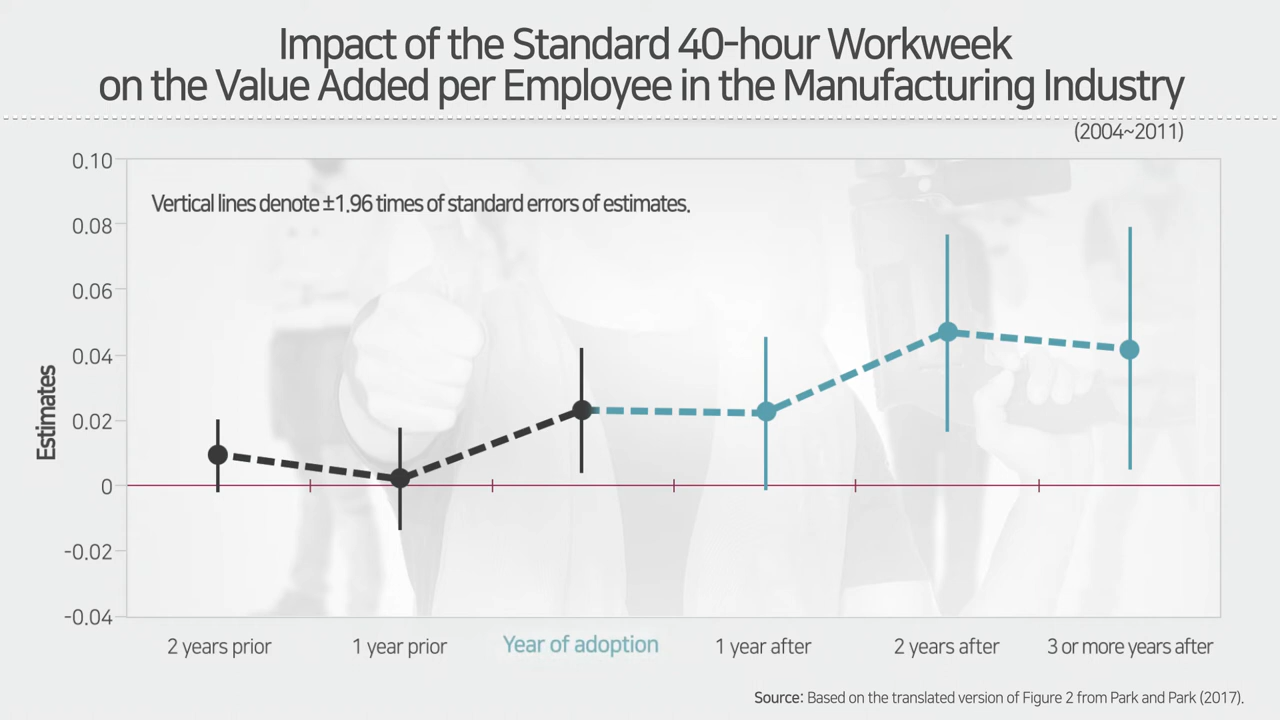 Impact of the Standard 40-hour Workweek
on the Value Added per Employee in the Manufacturing Industry
(2004~2011)
Vertical lines denote ±1.96 times of standard errors of estimates.
Estimates
0.10
0.08
0.06
0.04
0.02
0
-0.02
-0.04
2 years prior
1 year prior
Year of adoption
1 year after
2 years after
3 or more years after
Source: Based on the translated version of Figure 2 from Park and Park (2017).